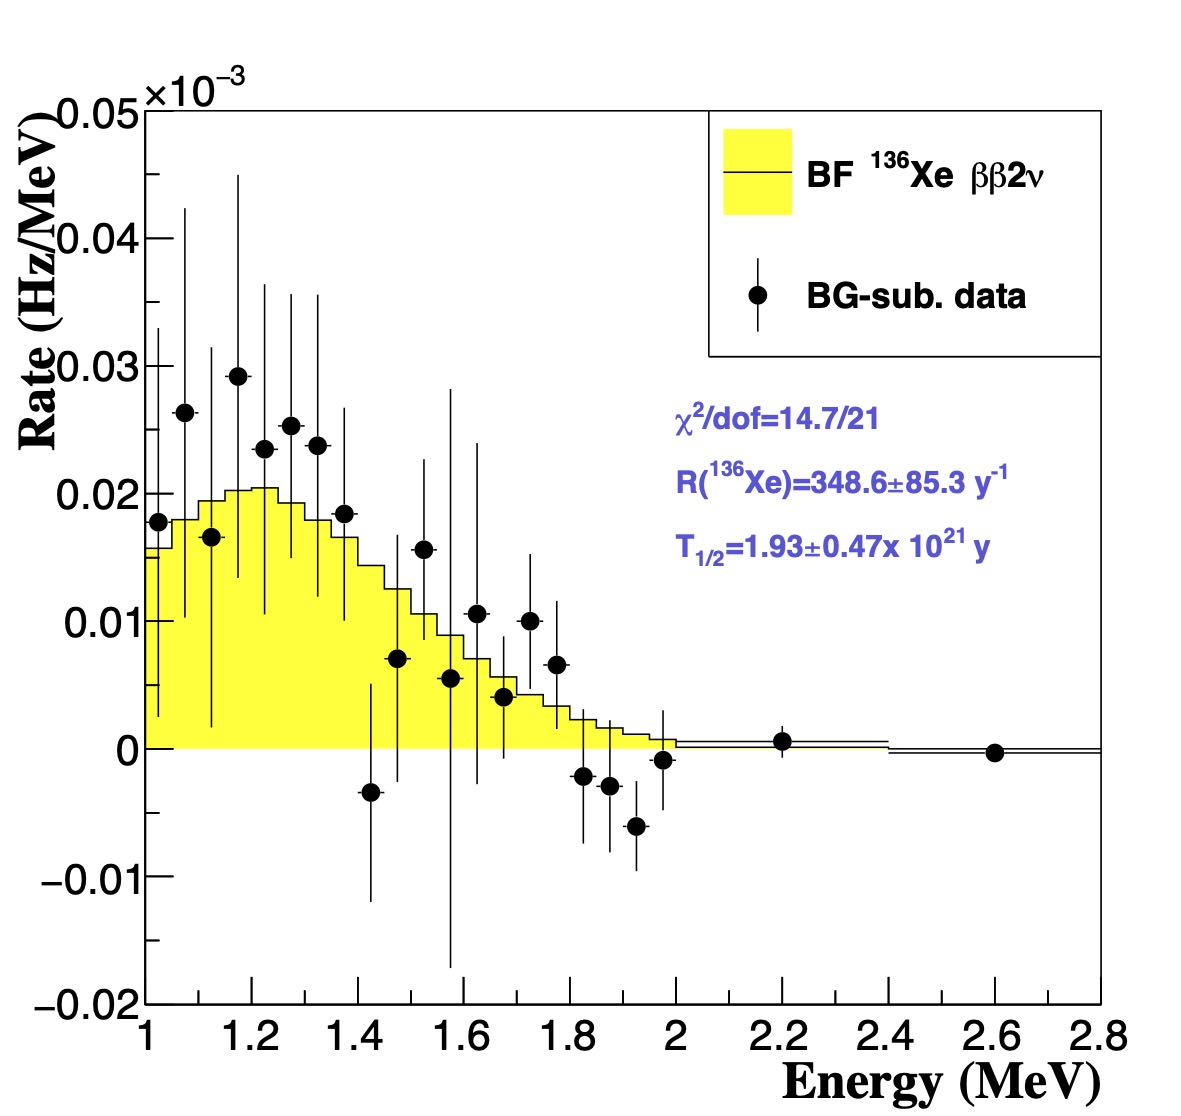 ×10⁻³
0.05
0.04
0.03
0.02
0.01
0
−0.01
−0.02
Rate (Hz/MeV)
BF ¹³⁶Xe ββ2ν
BG-sub. data
χ²/dof=14.7/21
R(¹³⁶Xe)=348.6±85.3 y⁻¹
T₁/₂=1.93±0.47x 10²¹ y
1 1.2 1.4 1.6 1.8 2 2.2 2.4 2.6 2.8
Energy (MeV)